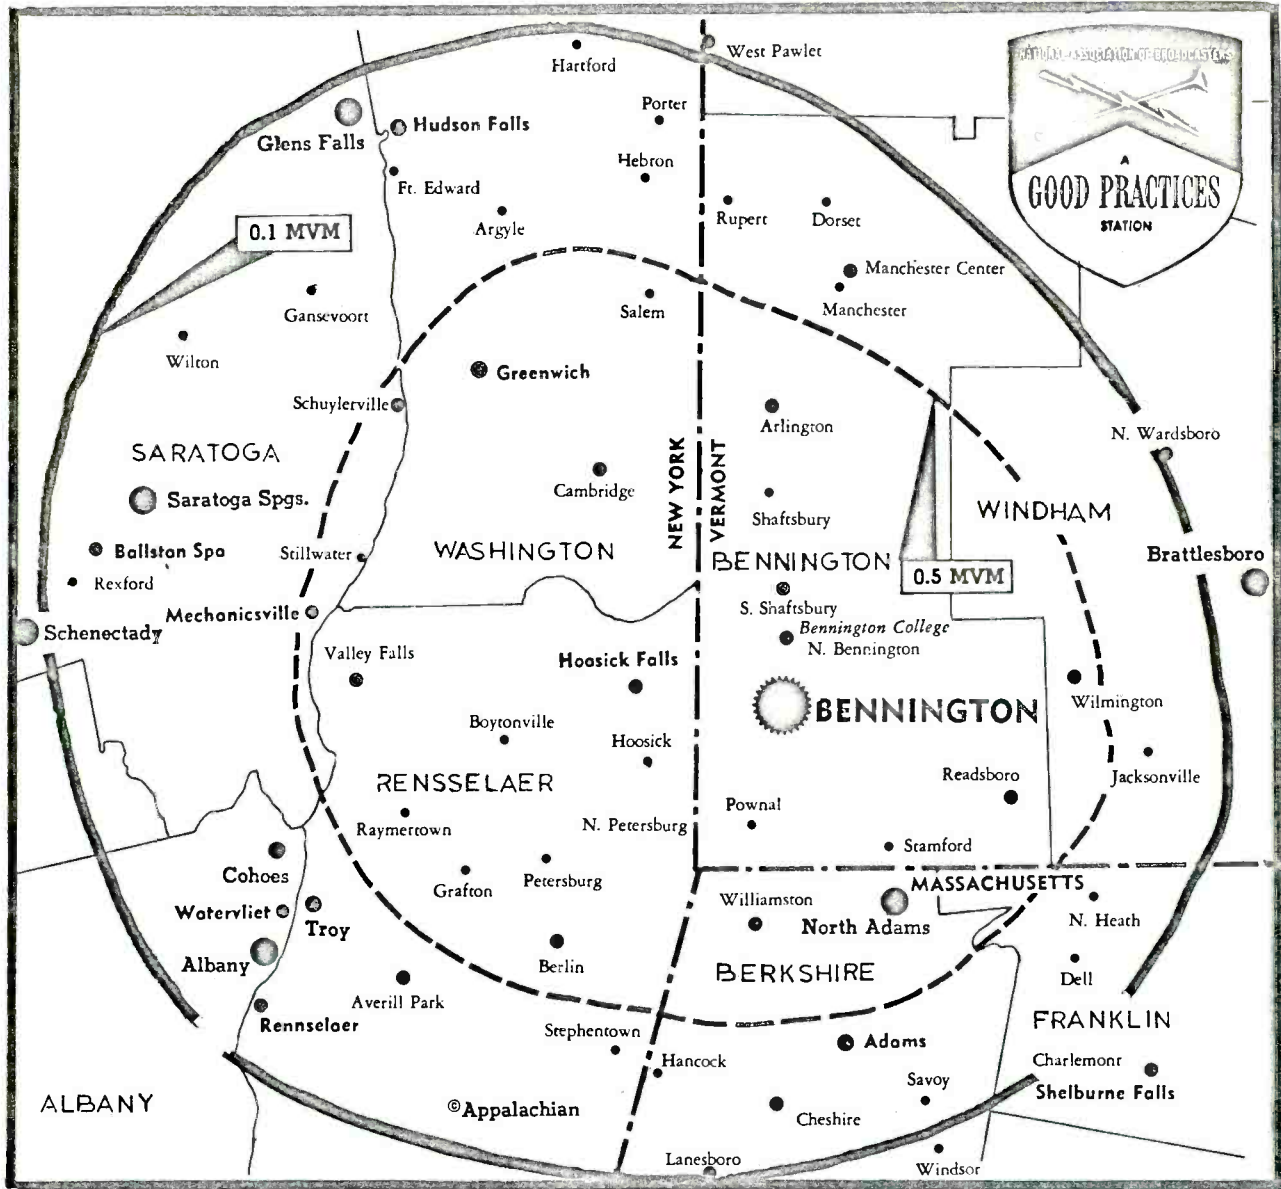 West Pawlet
Hartford
NATIONAL ASSOCIATION OF BROADCASTERS
A
GOOD PRACTICES
STATION
Porter
Glens Falls
Hudson Falls
Hebron
Ft. Edward
Argyle
Rupert
Dorset
0.1 MVM
Manchester Center
Manchester
Gansevoort
Salem
Wilton
Greenwich
Schuylerville
Arlington
N. Wardsboro
SARATOGA
NEW YORK
VERMONT
Saratoga Spgs.
Cambridge
Shaftsbury
WINDHAM
Ballston Spa
Stillwater
WASHINGTON
BENNINGTON
Brattlesboro
Rexford
0.5 MVM
Mechanicsville
S. Shaftsbury
Schenectady
Bennington College
N. Bennington
Valley Falls
Hoosick Falls
BENNINGTON
Wilmington
Boytonville
Hoosick
RENSSELAER
Readsboro
Jacksonville
Raymertown
N. Petersburg
Pownal
Stamford
Cohoes
Grafton
Petersburg
MASSACHUSETTS
Williamston
North Adams
N. Heath
Watervliet
Troy
Albany
Berlin
BERKSHIRE
Dell
Averill Park
Rennselaer
Stephentown
FRANKLIN
Hancock
Adams
Charlemont
Shelburne Falls
Savoy
ALBANY
©Appalachian
Cheshire
Lanesboro
Windsor